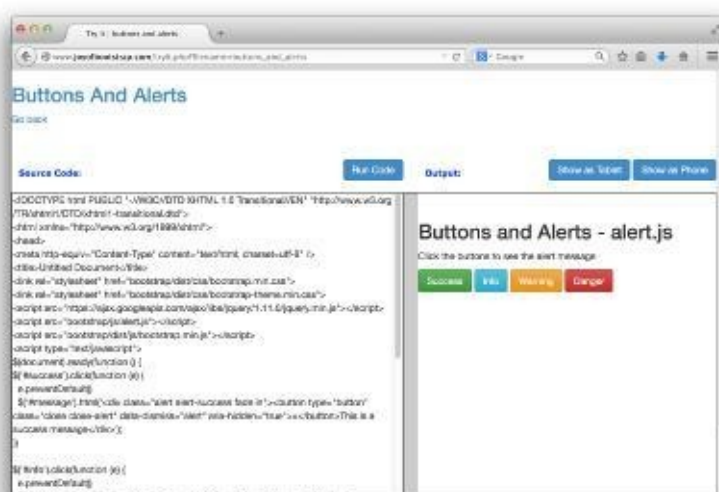 Try It : buttons and alerts
Google
Buttons And Alerts
Go back
Source Code:
Run Code
Output:
Show as Tablet
Show as Phone
<!DOCTYPE html PUBLIC "-//W3C//DTD XHTML 1.0 Transitional//EN" "http://www.w3.org
/TR/xhtml1/DTD/xhtml1-transitional.dtd">
<html xmlns="http://www.w3.org/1999/xhtml">
<head>
<meta http-equiv="Content-Type" content="text/html; charset=utf-8" />
<title>Untitled Document</title>
<link rel="stylesheet" href="bootstrap/dist/css/bootstrap.min.css">
<link rel="stylesheet" href="bootstrap/dist/css/bootstrap-theme.min.css">
<script src="https://ajax.googleapis.com/ajax/libs/jquery/1.11.0/jquery.min.js"></script>
<script src="bootstrap/js/alert.js"></script>
<script src="bootstrap/dist/js/bootstrap.min.js"></script>
<script type="text/javascript">
$(document).ready(function () {
$('#success').click(function (e) {
e.preventDefault()
$('#message').html('<div class="alert alert-success fade in"><button type="button"
class="close close-alert" data-dismiss="alert" aria-hidden="true">×</button>This is a
success message</div>');
})
$('#info').click(function (e) {
e.preventDefault()
Buttons and Alerts - alert.js
Click the buttons to see the alert message
Success
Info
Warning
Danger